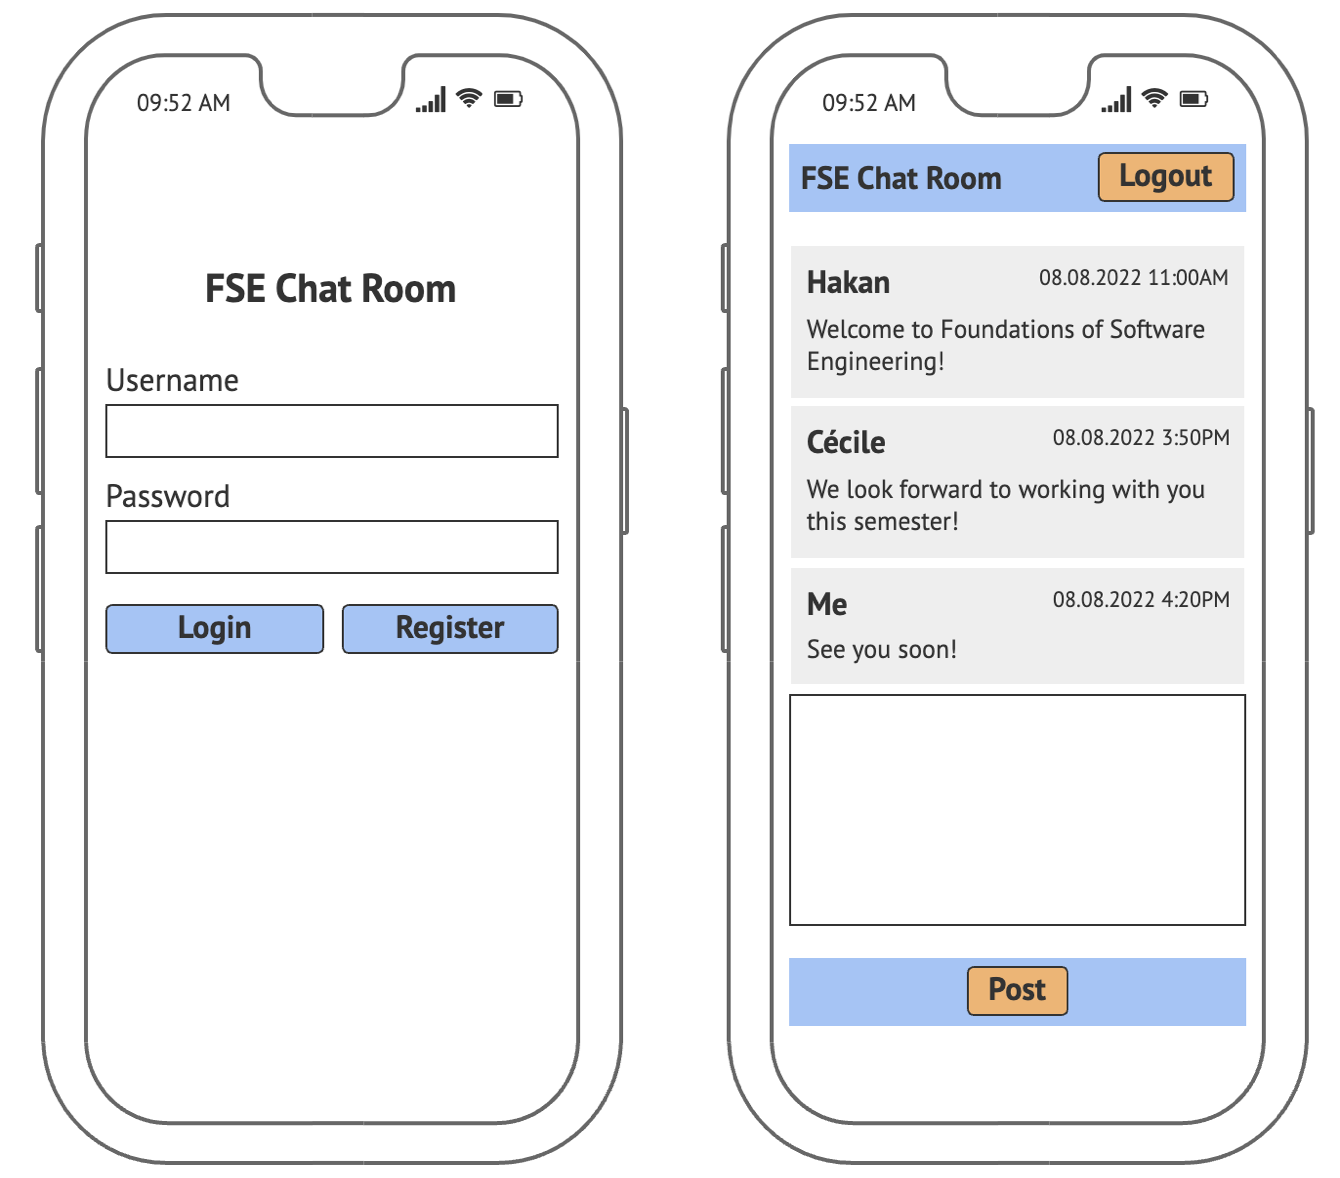 09:52 AM
FSE Chat Room
Username
Password
Login
Register
09:52 AM
FSE Chat Room
Logout
Hakan
08.08.2022 11:00AM
Welcome to Foundations of Software
Engineering!
Cécile
08.08.2022 3:50PM
We look forward to working with you
this semester!
Me
08.08.2022 4:20PM
See you soon!
Post